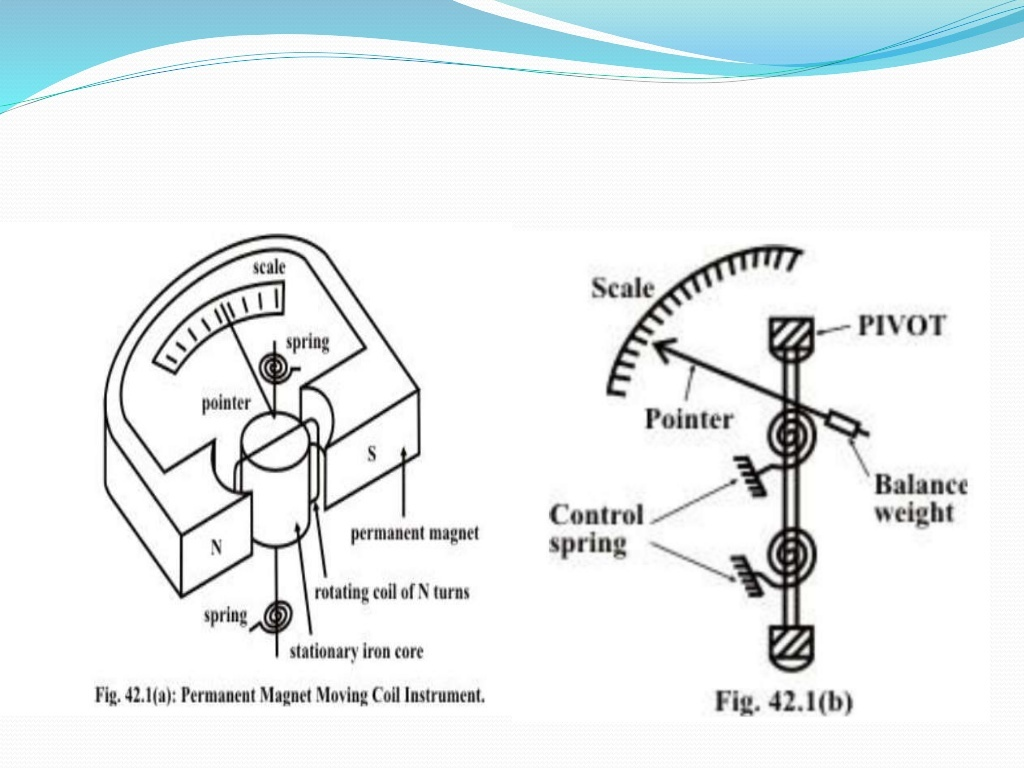 scale
spring
pointer
S
permanent magnet
N
rotating coil of N turns
spring
stationary iron core
Fig. 42.1(a): Permanent Magnet Moving Coil Instrument.
Scale
PIVOT
Pointer
Balance
weight
Control
spring
Fig. 42.1(b)